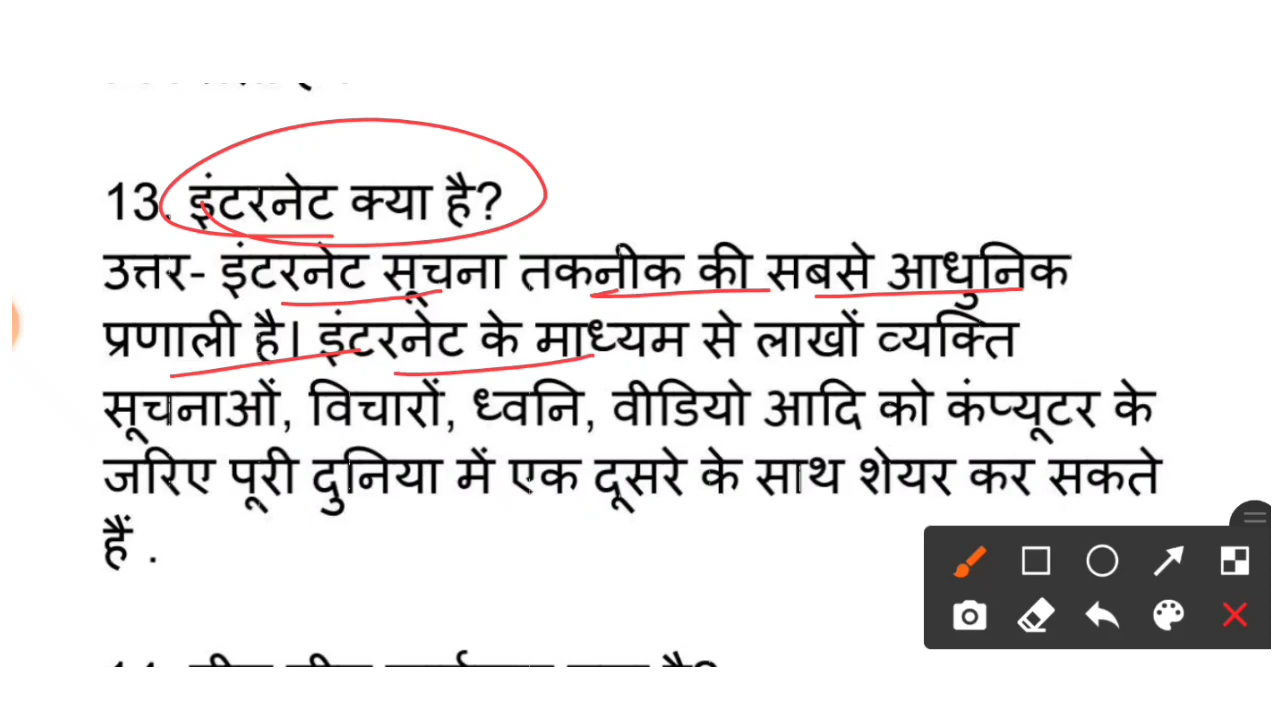 13. इंटरनेट क्या है?
उत्तर- इंटरनेट सूचना तकनीक की सबसे आधुनिक
प्रणाली है। इंटरनेट के माध्यम से लाखों व्यक्ति
सूचनाओं, विचारों, ध्वनि, वीडियो आदि को कंप्यूटर के
जरिए पूरी दुनिया में एक दूसरे के साथ शेयर कर सकते
हैं .